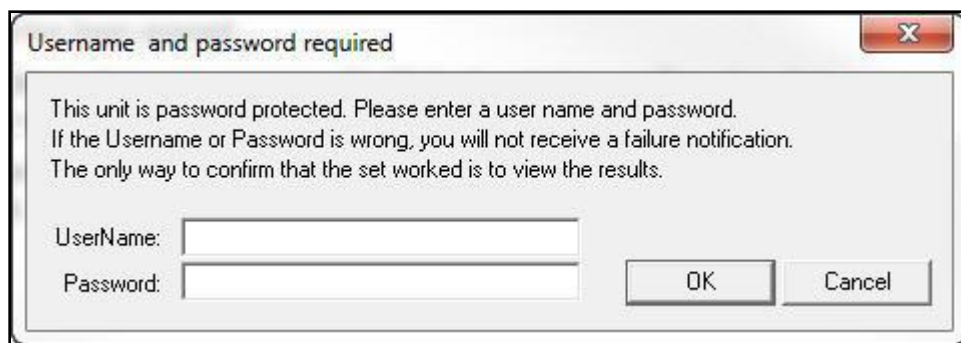 Username and password required
This unit is password protected. Please enter a user name and password.
If the Username or Password is wrong, you will not receive a failure notification.
The only way to confirm that the set worked is to view the results.
UserName:
Password:
OK
Cancel